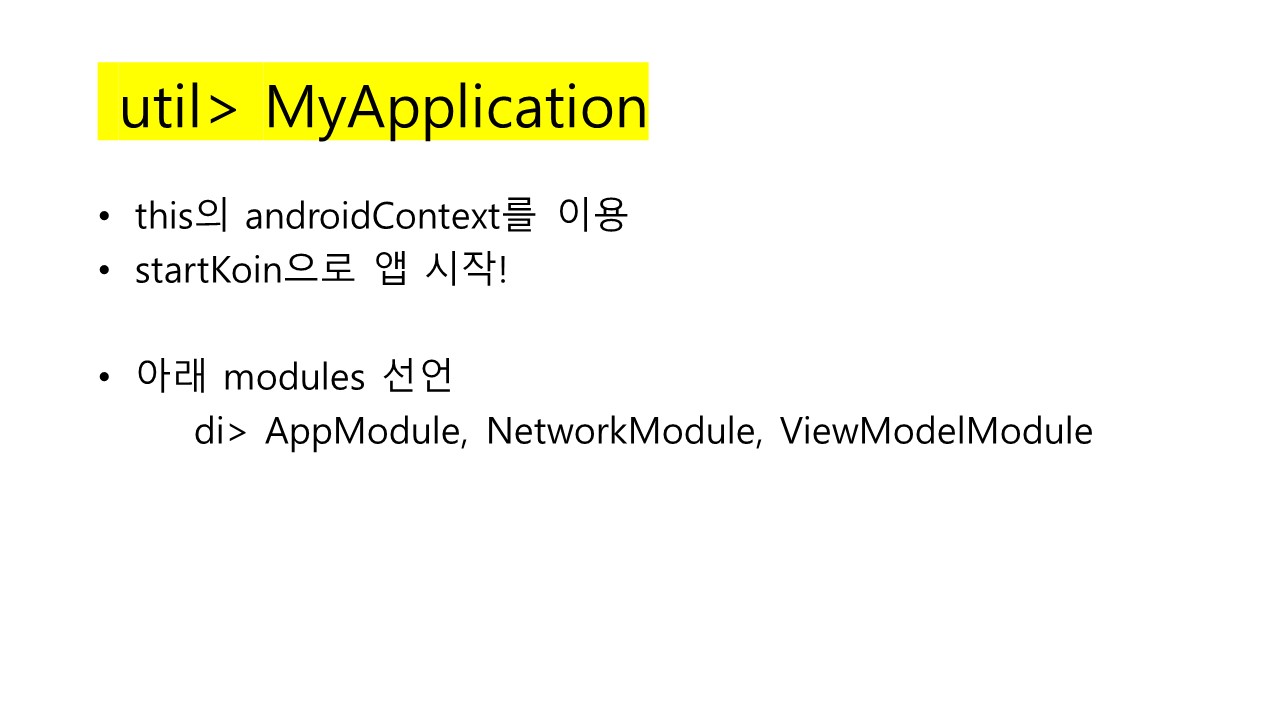 util> MyApplication
• this의 androidContext를 이용
• startKoin으로 앱 시작!
• 아래 modules 선언
di> AppModule, NetworkModule, ViewModelModule